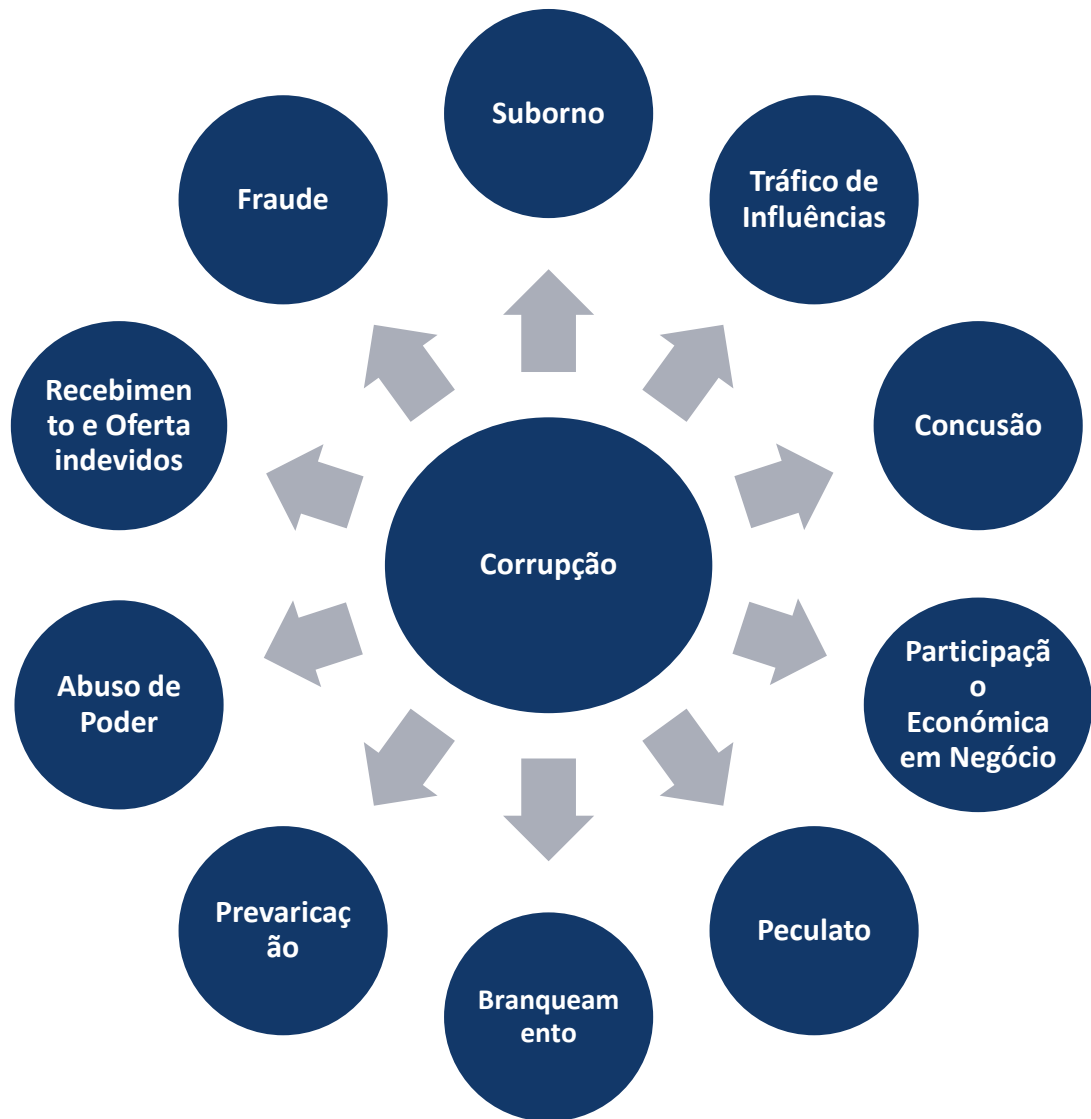 Suborno
Tráfico de
Influências
Concusão
Participaçã
o
Económica
em Negócio
Peculato
Branqueam
ento
Prevaricaç
ão
Abuso de
Poder
Recebimen
to e Oferta
indevidos
Fraude
Corrupção